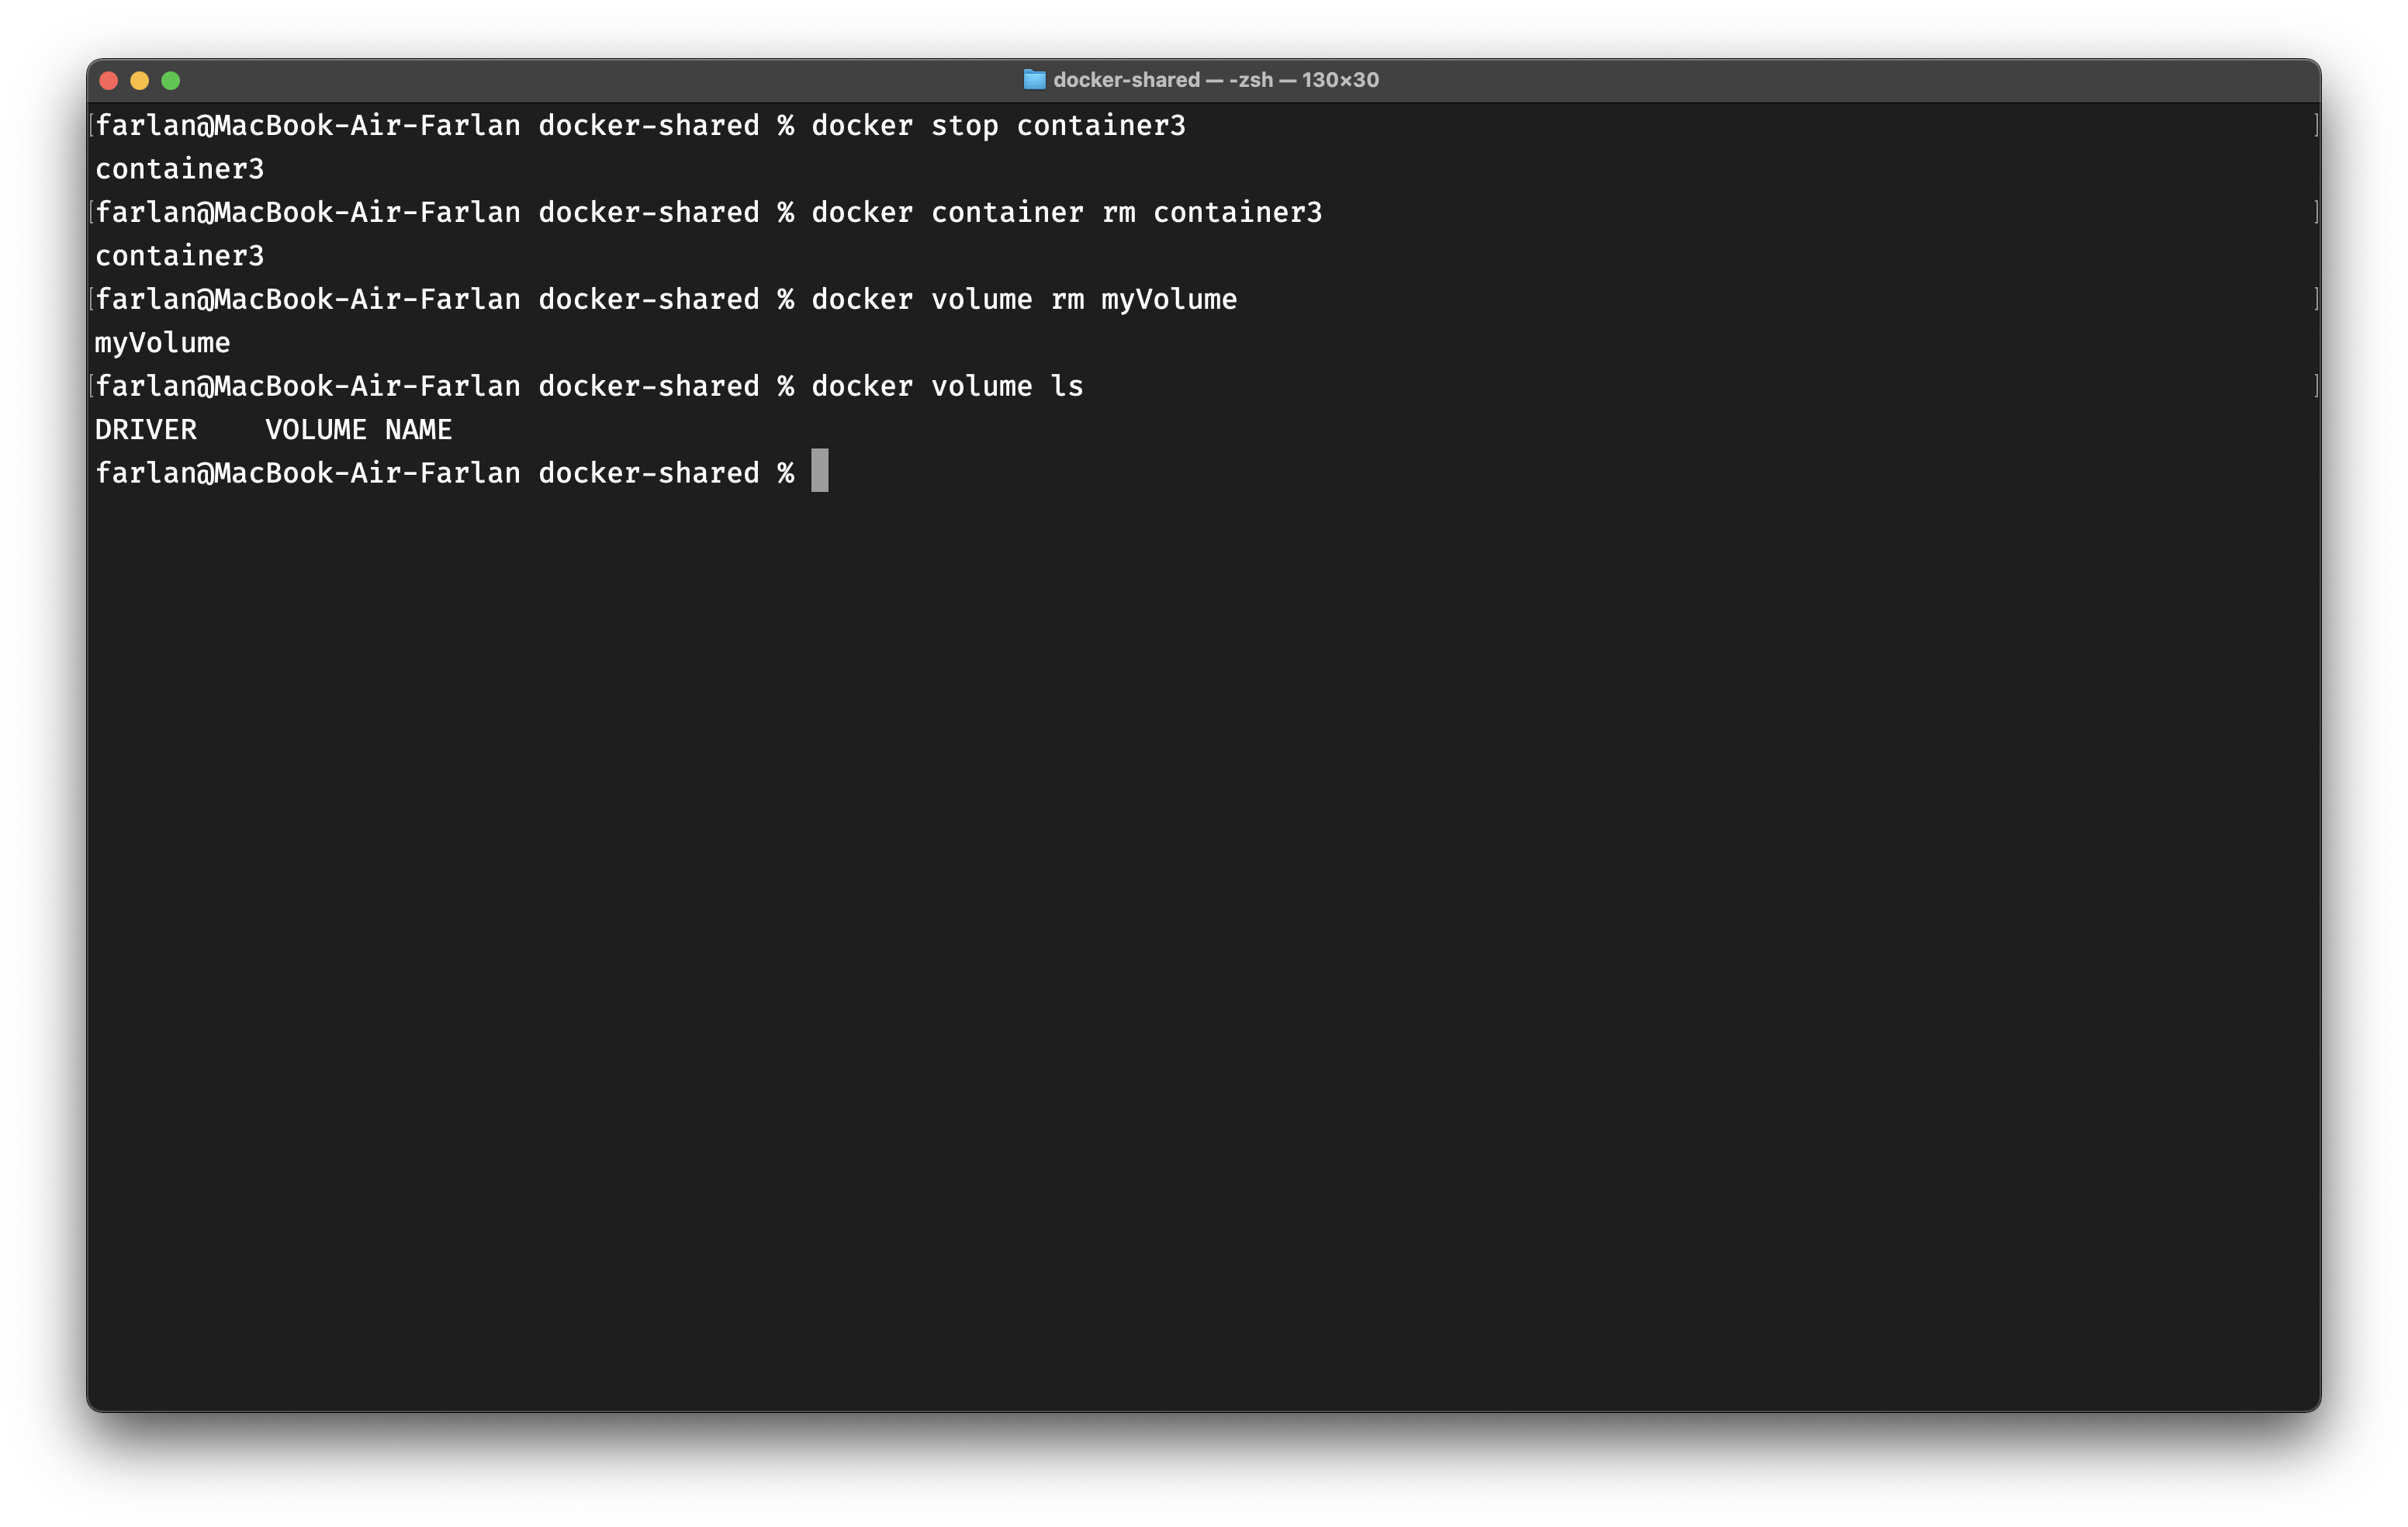 docker-shared — -zsh — 130×30
farlan@MacBook-Air-Farlan docker-shared % docker stop container3
container3
farlan@MacBook-Air-Farlan docker-shared % docker container rm container3
container3
farlan@MacBook-Air-Farlan docker-shared % docker volume rm myVolume
myVolume
farlan@MacBook-Air-Farlan docker-shared % docker volume ls
DRIVER    VOLUME NAME
farlan@MacBook-Air-Farlan docker-shared %